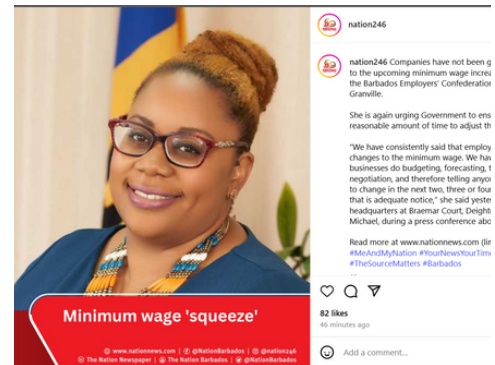 nation246
nation246 Companies have not been g
to the upcoming minimum wage increa
the Barbados Employers' Confederation
Granville.
She is again urging Government to ens
reasonable amount of time to adjust th
"We have consistently said that employ
changes to the minimum wage. We hav
businesses do budgeting, forecasting, t
negotiation, and therefore telling anyon
to change in the next two, three or four
that is adequate notice," she said yester
headquarters at Braemar Court, Deight
Michael, during a press conference abo
Read more at www.nationnews.com (lin
#MeAndMyNation #YourNewsYourTime
#TheSourceMatters #Barbados
...
82 likes
46 minutes ago
Add a comment...
Minimum wage 'squeeze'
www.nationnews.com | @NationBarbados | @nation246
The Nation Newspaper | The Nation Barbados | @NationBarbados